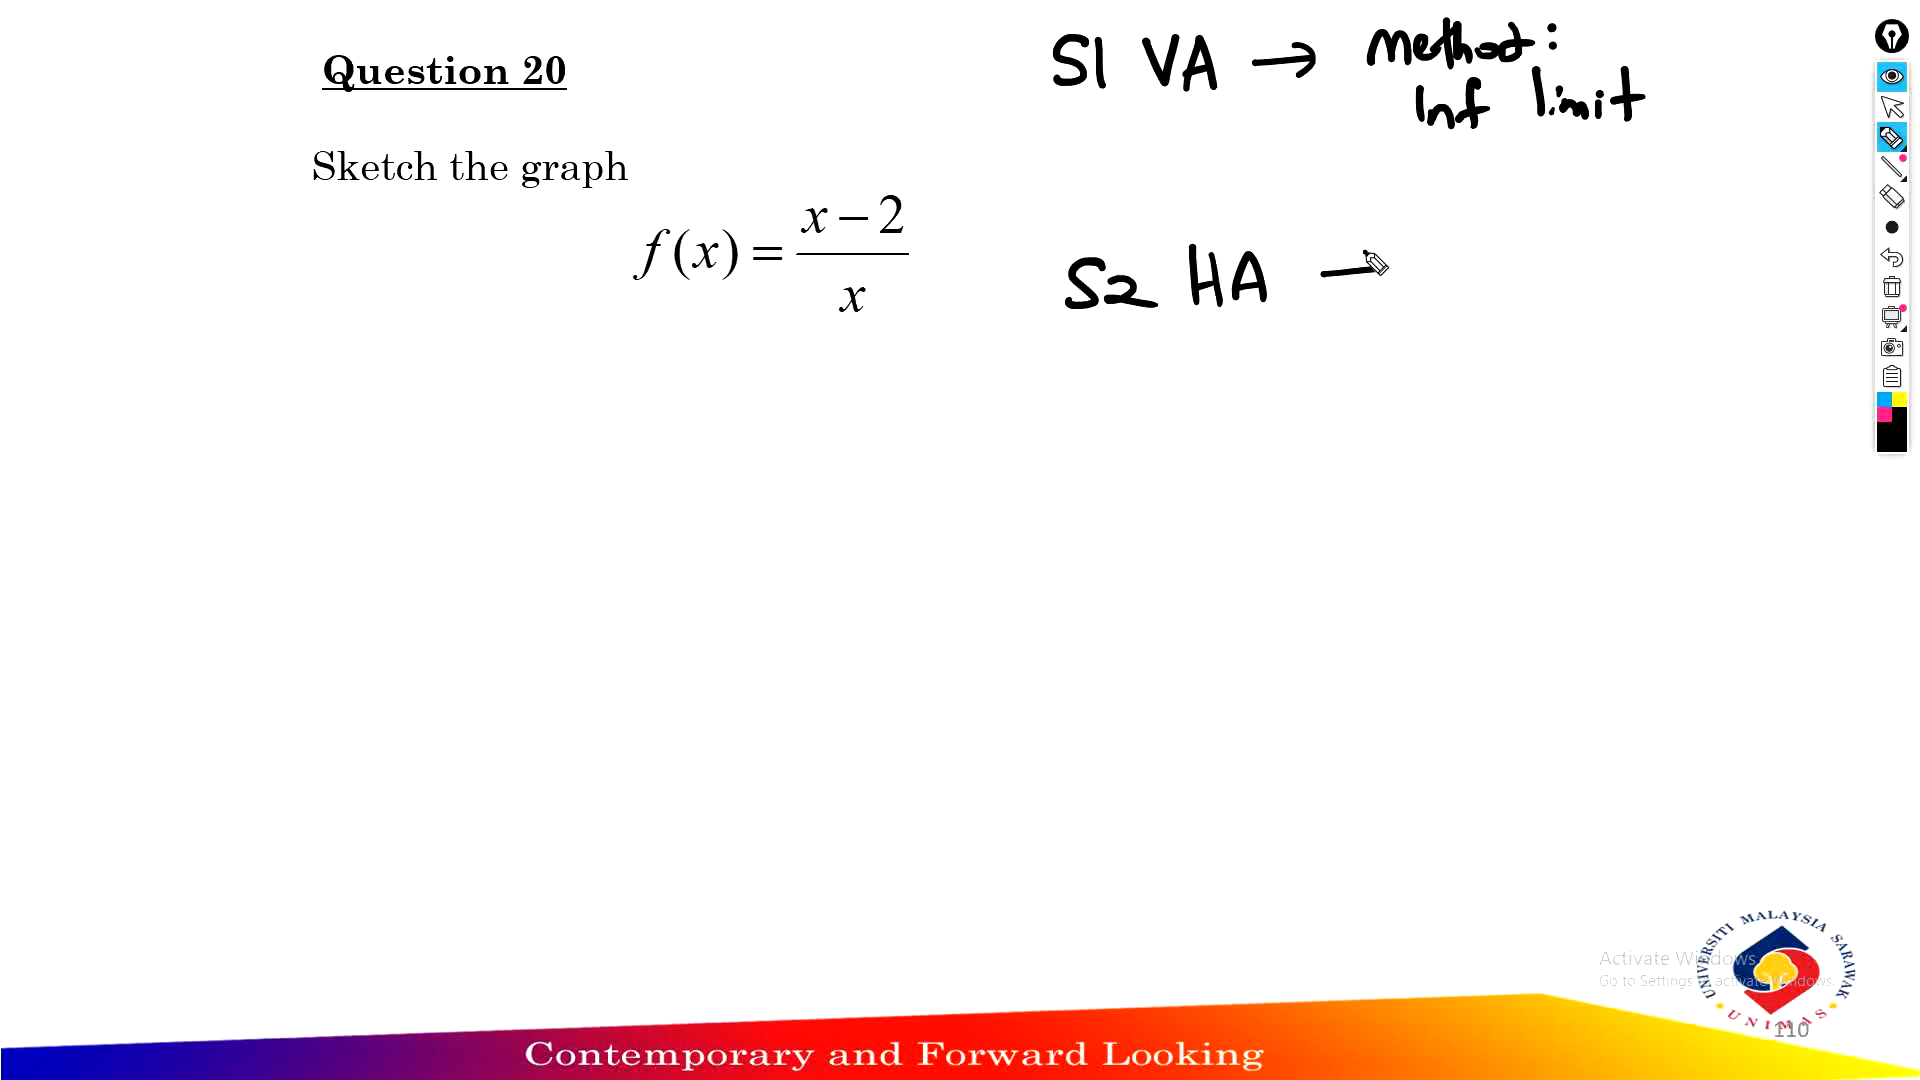 Question 20
Sketch the graph
f(x) = x − 2 / x
S1 VA → method:
Inf limit
S2 HA —
Activate Windows
Go to Settings to activate Windows.
UNIVERSITI MALAYSIA SARAWAK
UNIMAS
110
Contemporary and Forward Looking